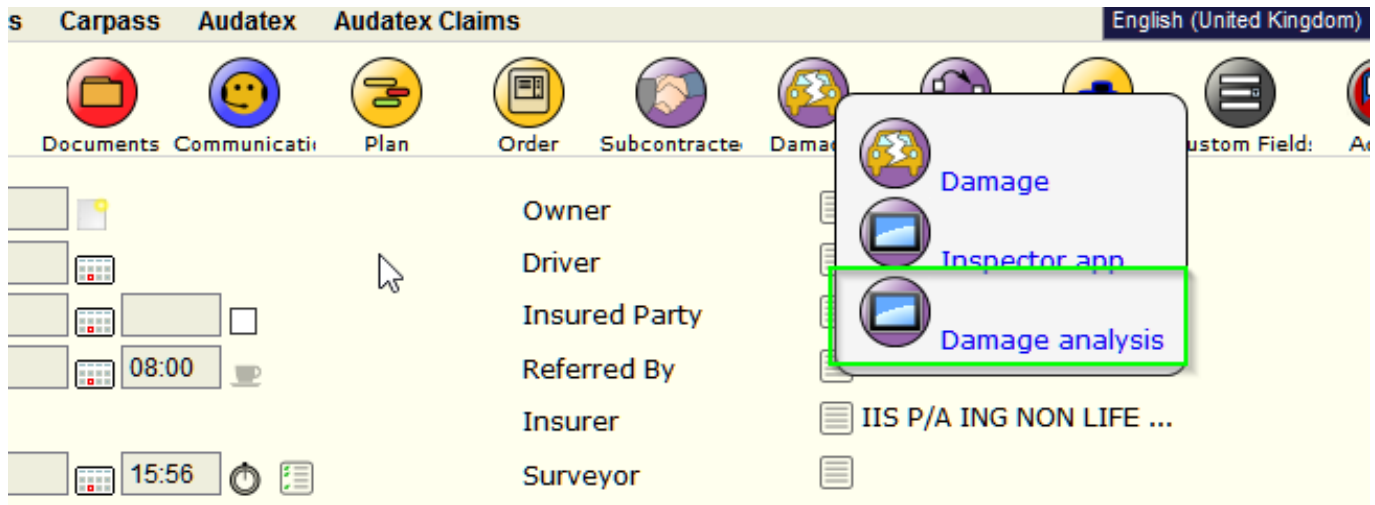 s Carpass Audatex Audatex Claims English (United Kingdom)
Documents Communicati Plan Order Subcontracte Dama ustom Field: A
Damage
Inspector app
Damage analysis
Owner
Driver
Insured Party
08:00 Referred By
Insurer IIS P/A ING NON LIFE ...
15:56 Surveyor